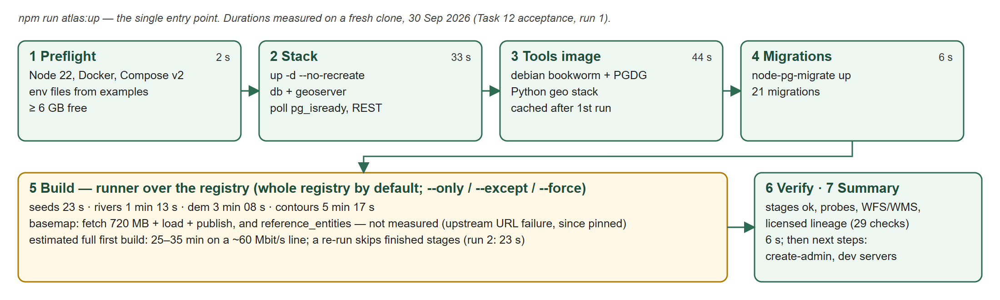 npm run atlas:up — the single entry point. Durations measured on a fresh clone, 30 Sep 2026 (Task 12 acceptance, run 1).
1 Preflight 2 s
Node 22, Docker, Compose v2
env files from examples
≥ 6 GB free
2 Stack 33 s
up -d --no-recreate
db + geoserver
poll pg_isready, REST
3 Tools image 44 s
debian bookworm + PGDG
Python geo stack
cached after 1st run
4 Migrations 6 s
node-pg-migrate up
21 migrations
5 Build — runner over the registry (whole registry by default; --only / --except / --force)
seeds 23 s · rivers 1 min 13 s · dem 3 min 08 s · contours 5 min 17 s
basemap: fetch 720 MB + load + publish, and reference_entities — not measured (upstream URL failure, since pinned)
estimated full first build: 25–35 min on a ~60 Mbit/s line; a re-run skips finished stages (run 2: 23 s)
6 Verify · 7 Summary
stages ok, probes, WFS/WMS,
licensed lineage (29 checks)
6 s; then next steps:
create-admin, dev servers